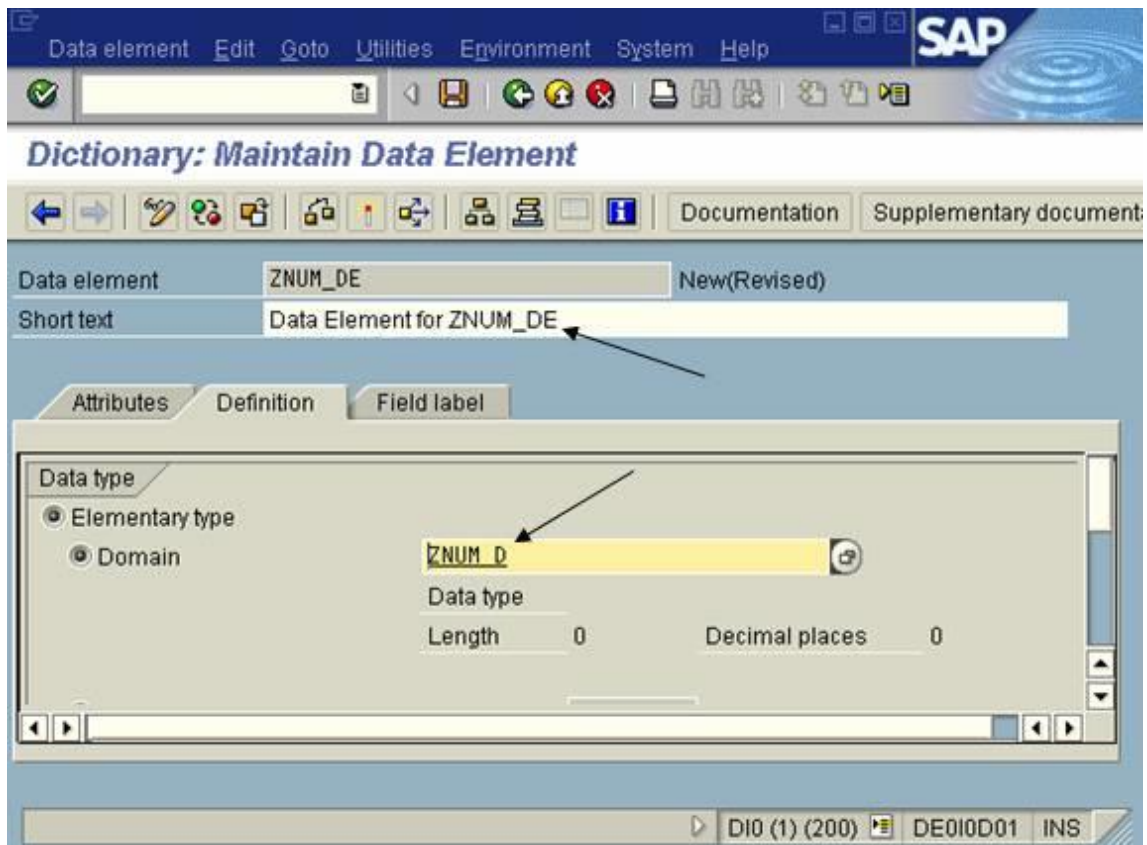 Data element Edit Goto Utilities Environment System Help
SAP
Dictionary: Maintain Data Element
Documentation Supplementary documenta
Data element ZNUM_DE New(Revised)
Short text Data Element for ZNUM_DE
Attributes Definition Field label
Data type
Elementary type
Domain ZNUM_D
Data type
Length 0 Decimal places 0
DI0 (1) (200) DE0I0D01 INS